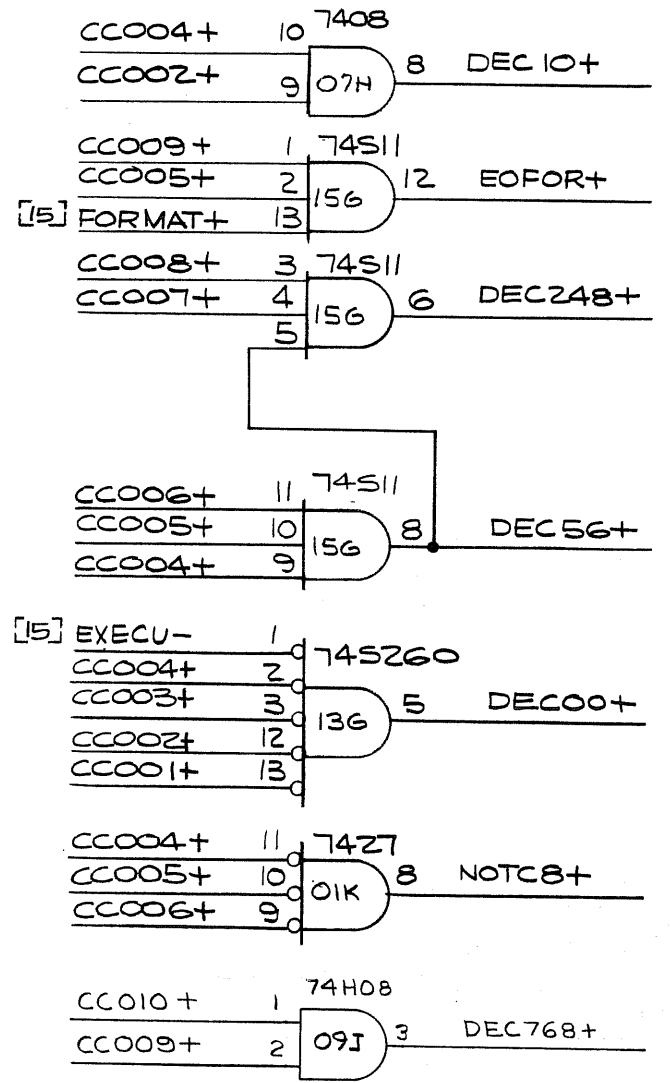 7408
CC004+ 10
CC002+ 9 07H 8 DEC10+
74S11
CC009+ 1
CC005+ 2 15G 12 EOFOR+
[15] FORMAT+ 13
74S11
CC008+ 3
CC007+ 4 15G 6 DEC248+
5
74S11
CC006+ 11
CC005+ 10 15G 8 DEC56+
CC004+ 9
[15] EXECU- 1
74S260
CC004+ 2
CC003+ 3 13G 5 DEC00+
CC002+ 12
CC001+ 13
7427
CC004+ 11
CC005+ 10 01K 8 NOTC8+
CC006+ 9
74H08
CC010+ 1
CC009+ 2 09J 3 DEC768+